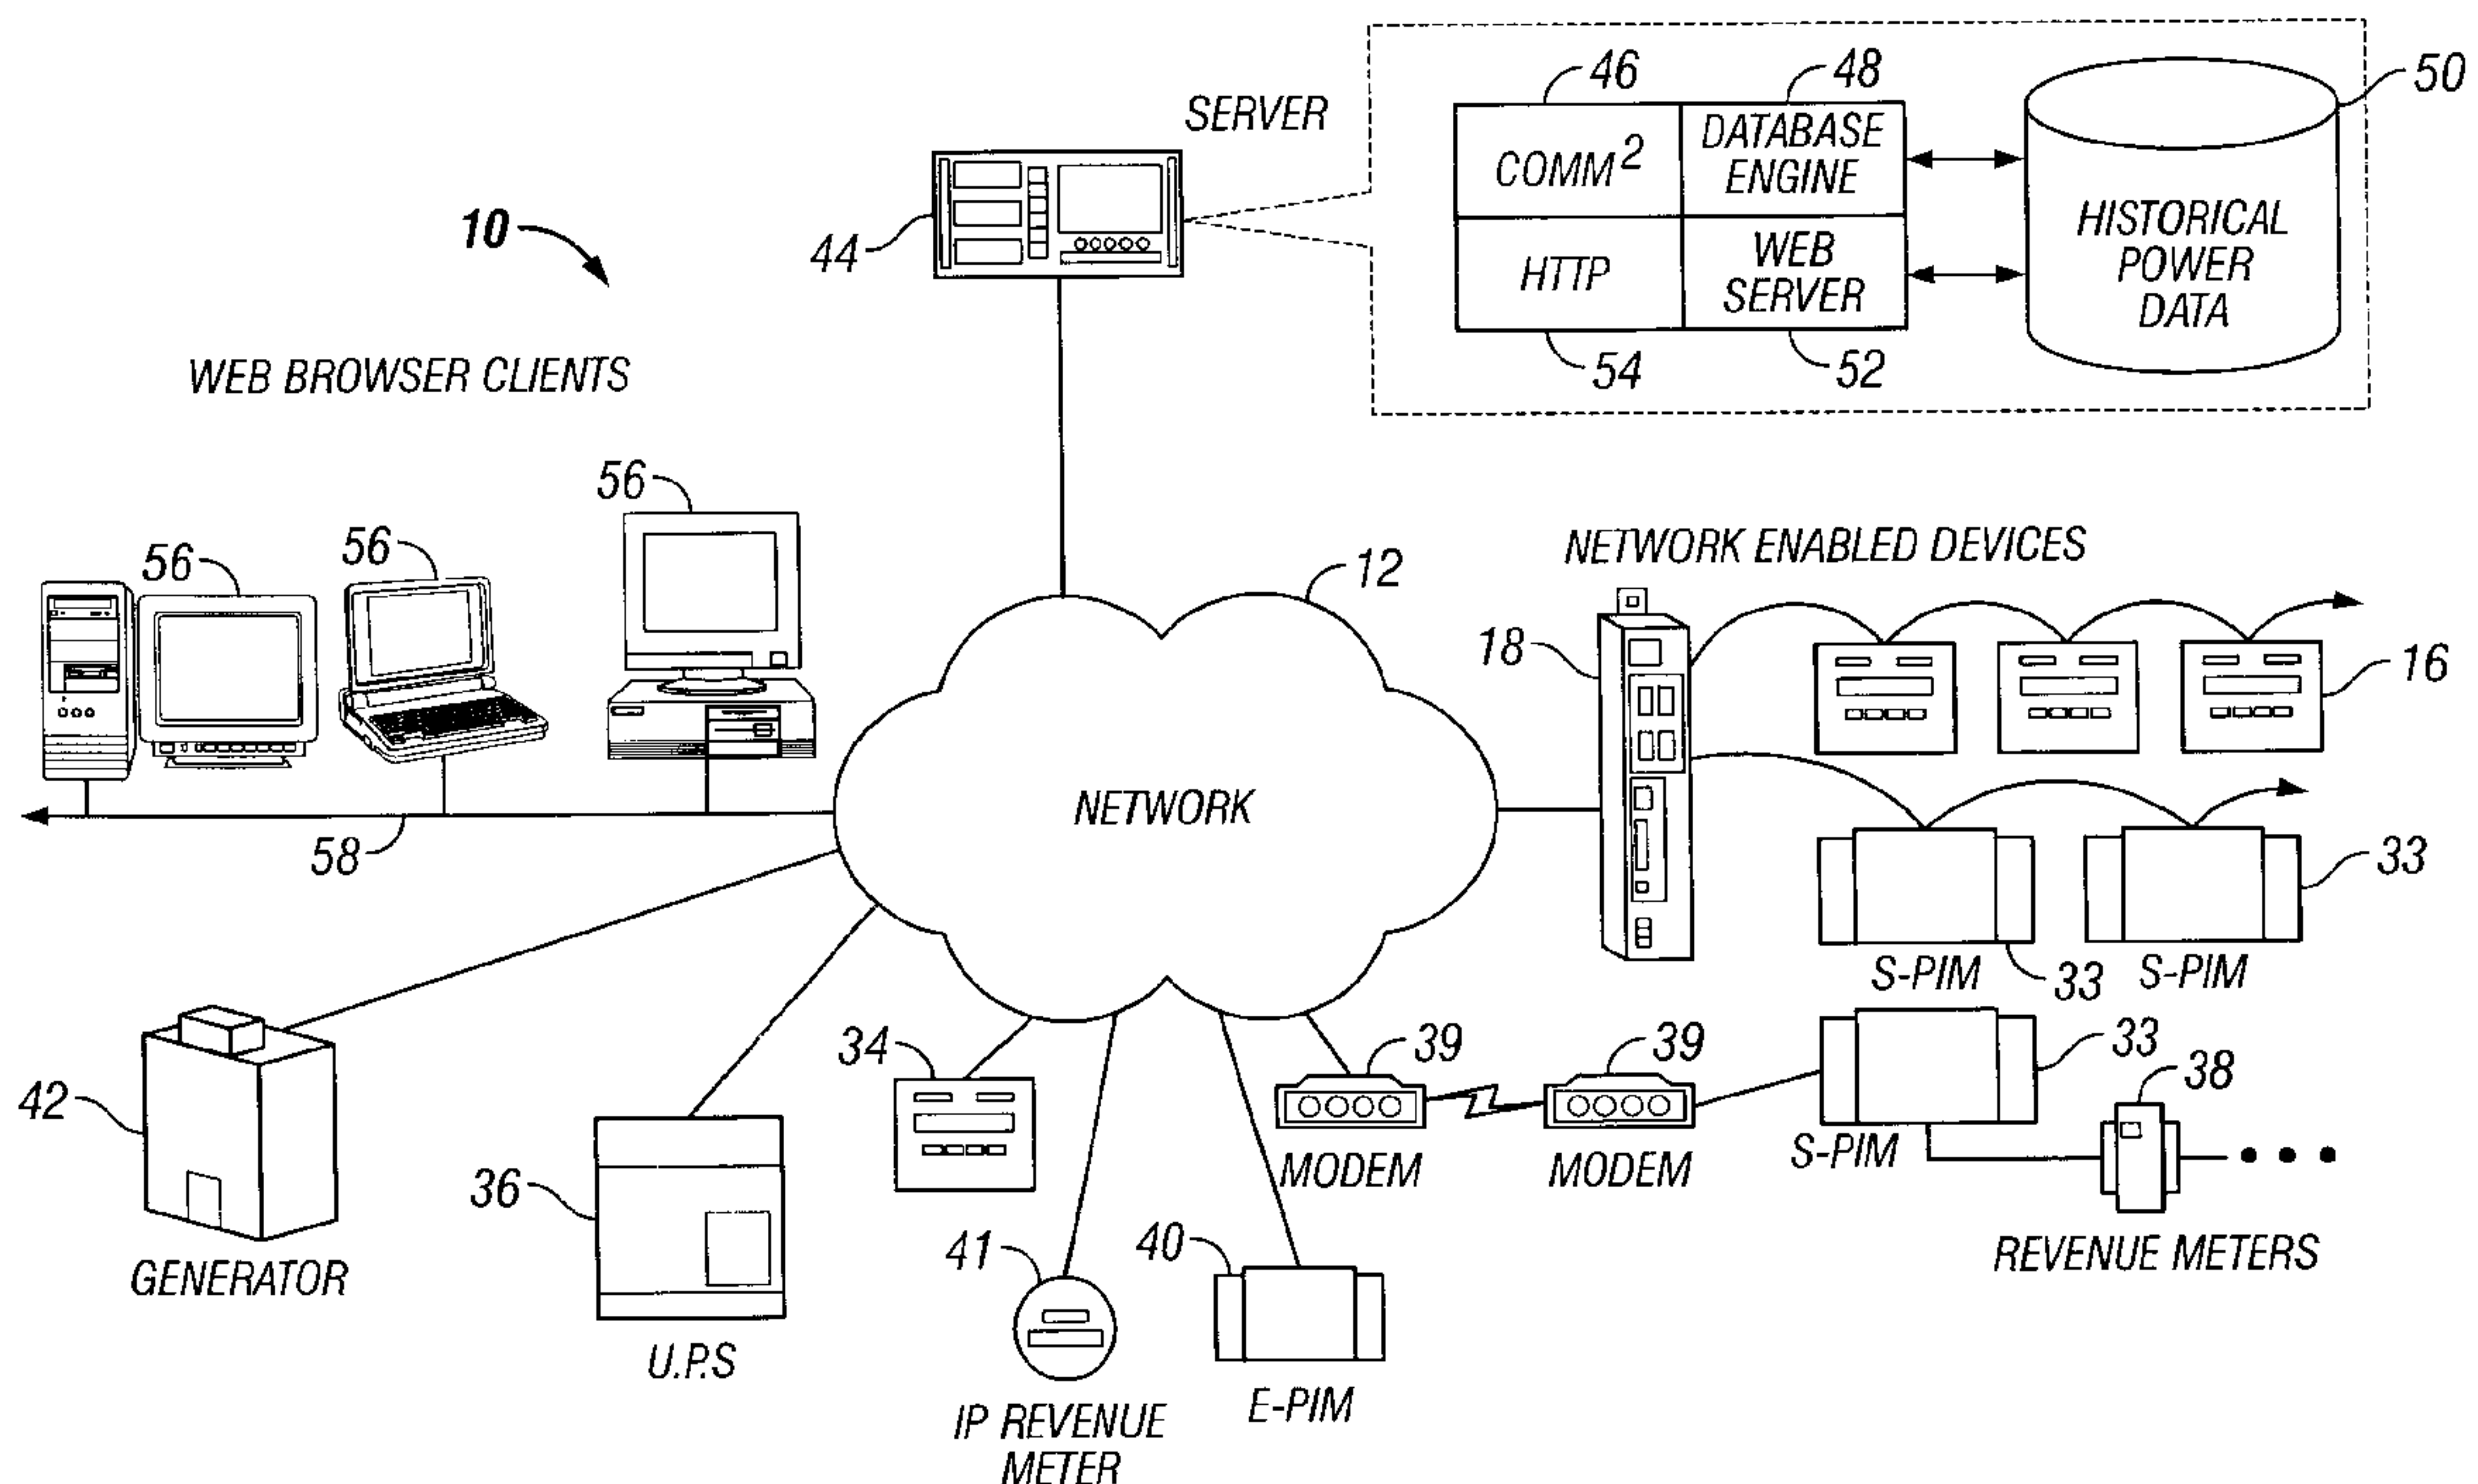 46
48
50
SERVER
COMM²
DATABASE
ENGINE
HTTP
WEB
SERVER
HISTORICAL
POWER
DATA
54
52
10
44
WEB BROWSER CLIENTS
56
56
56
58
12
NETWORK
NETWORK ENABLED DEVICES
18
16
33
S-PIM
33
S-PIM
42
GENERATOR
36
U.P.S
34
41
IP REVENUE
METER
40
E-PIM
39
MODEM
39
MODEM
33
S-PIM
38
REVENUE METERS